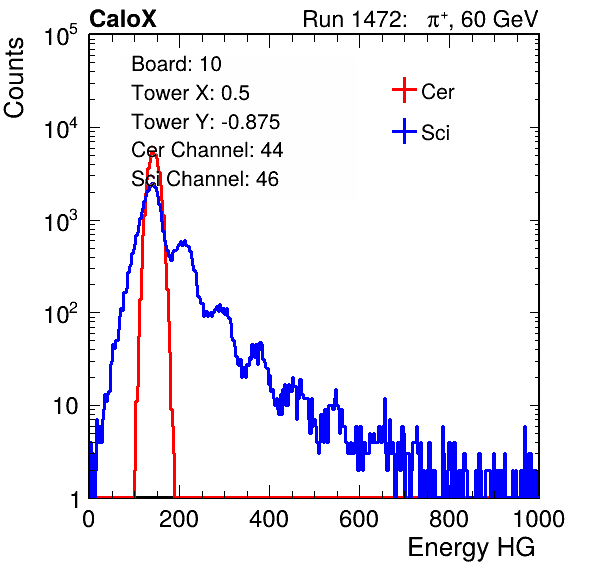 CaloX Run 1472: π⁺, 60 GeV
Counts
10⁵
10⁴
10³
10²
10
1
Board: 10
Tower X: 0.5
Tower Y: -0.875
Cer Channel: 44
Sci Channel: 46
Cer
Sci
0 200 400 600 800 1000
Energy HG